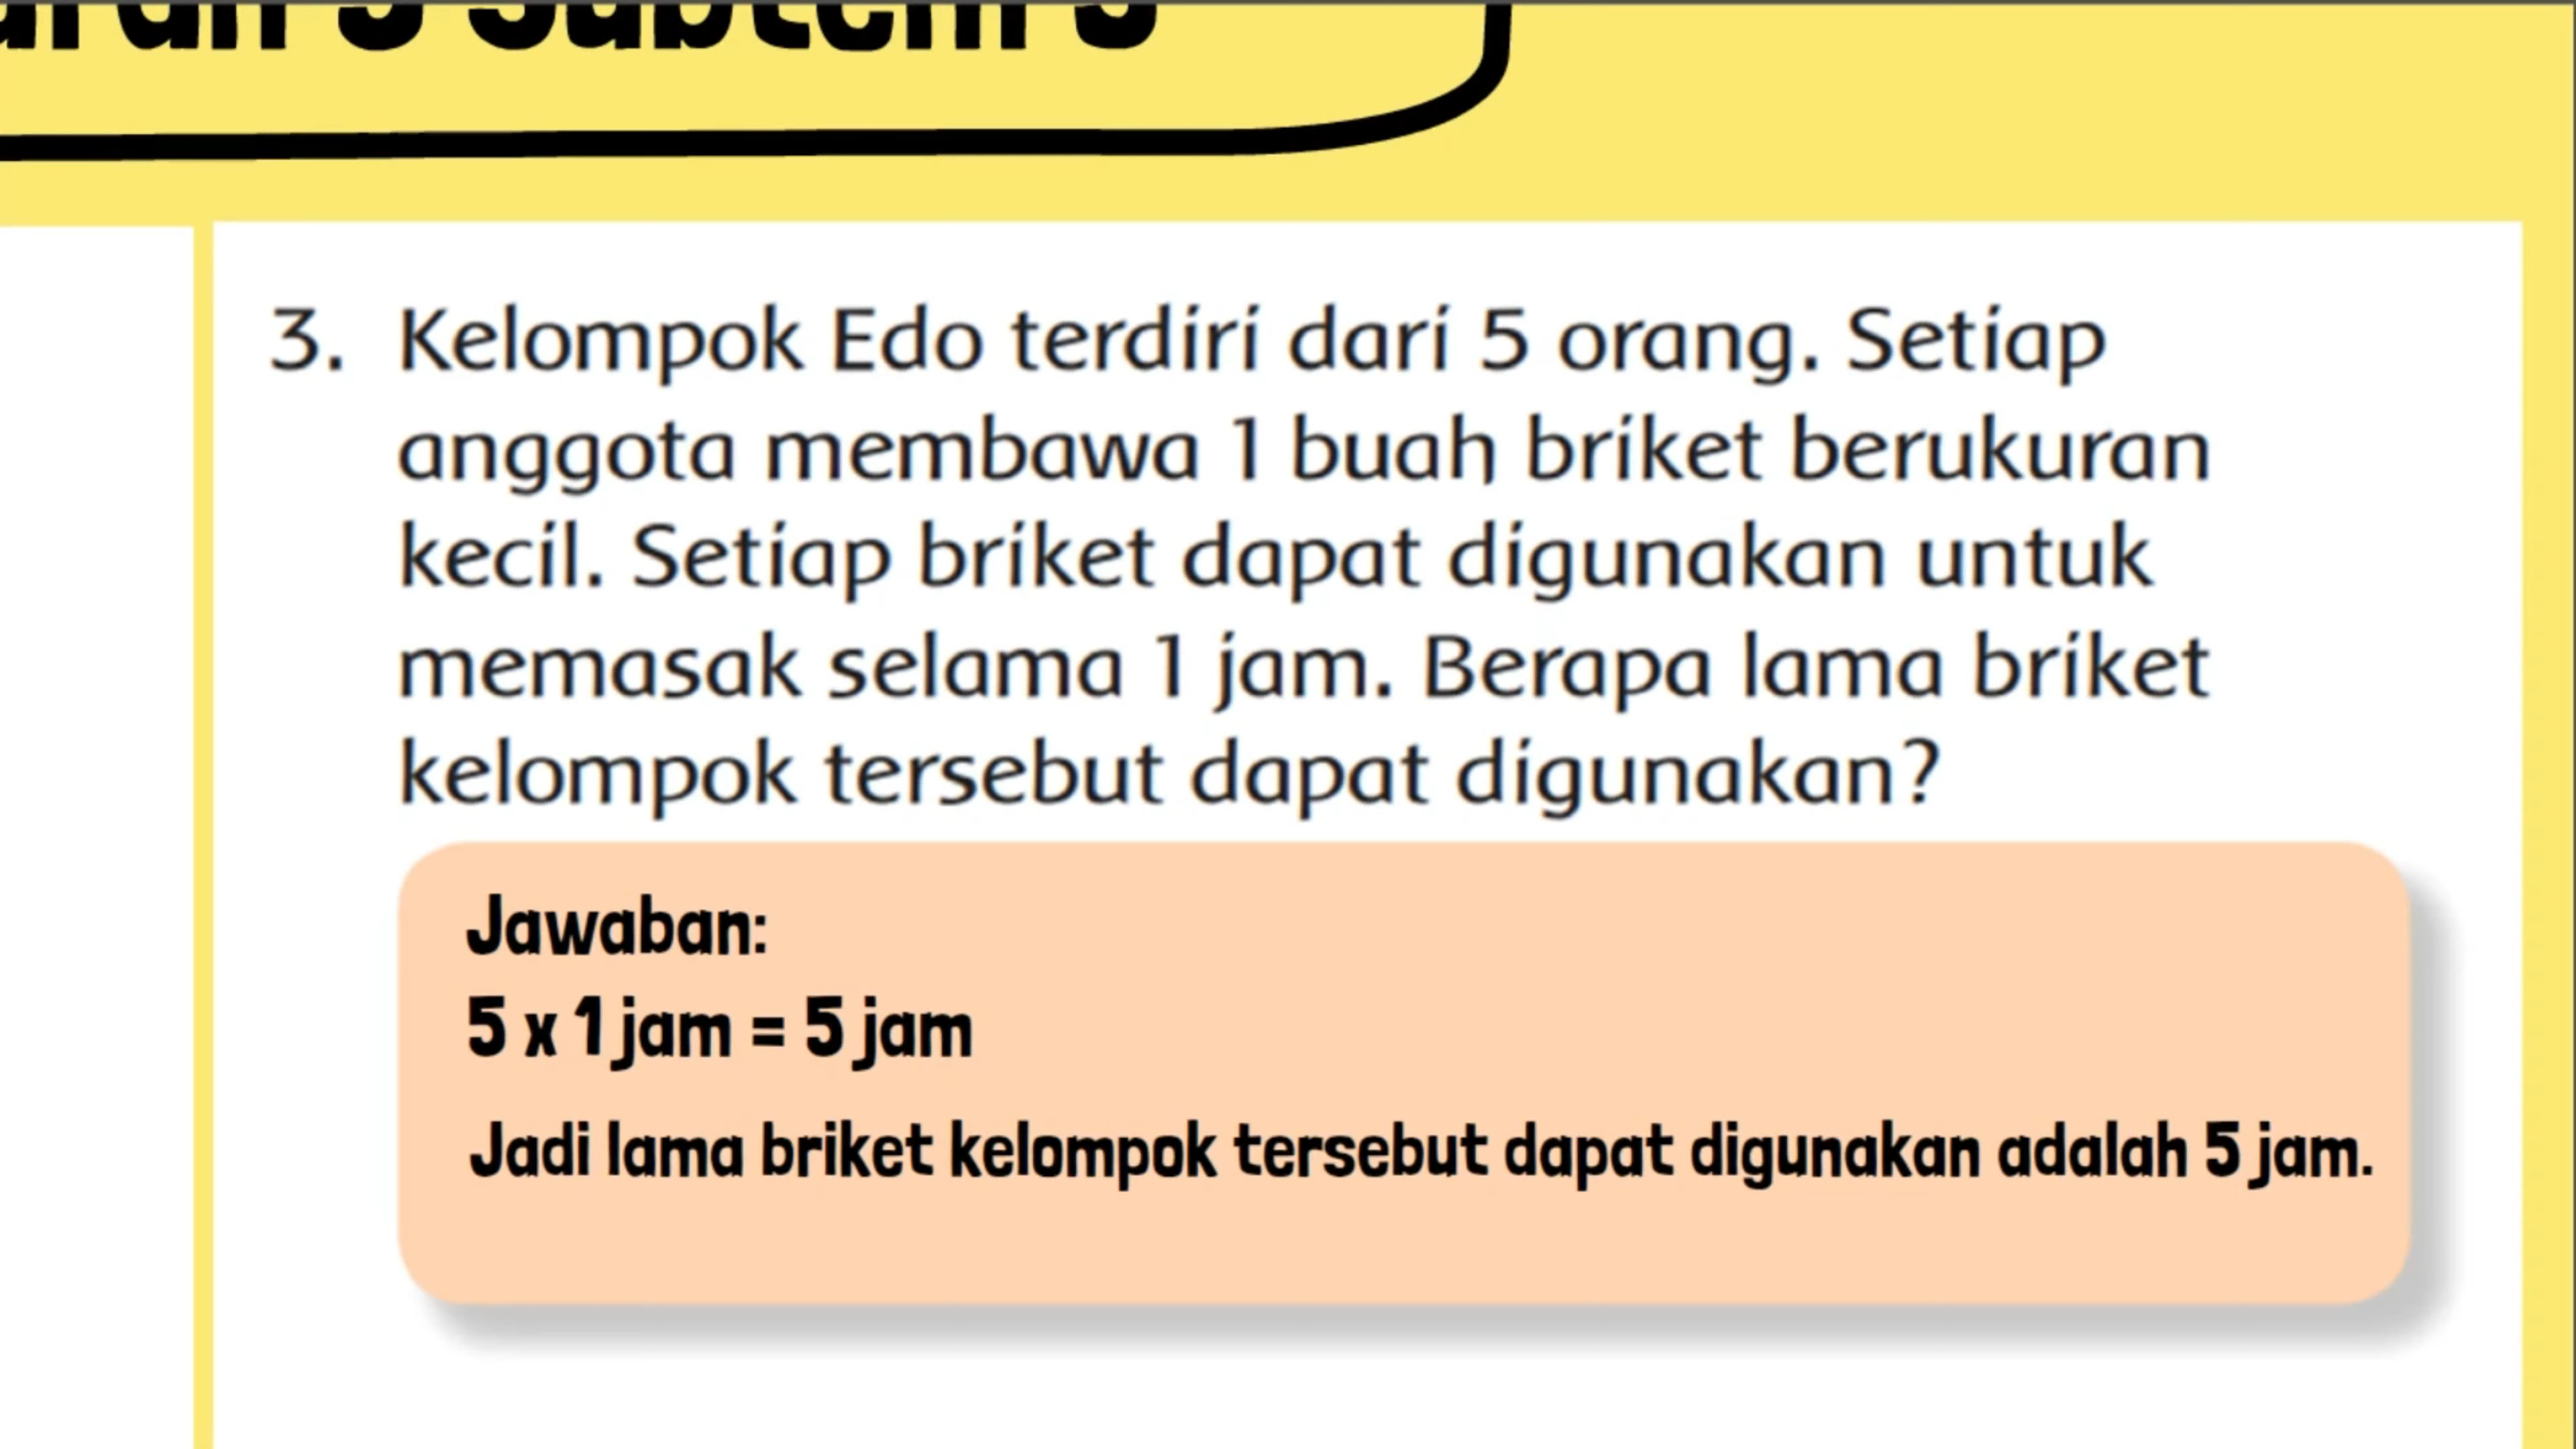 3. Kelompok Edo terdiri dari 5 orang. Setiap
anggota membawa 1 buah briket berukuran
kecil. Setiap briket dapat digunakan untuk
memasak selama 1 jam. Berapa lama briket
kelompok tersebut dapat digunakan?
Jawaban:
5 x 1 jam = 5 jam
Jadi lama briket kelompok tersebut dapat digunakan adalah 5 jam.